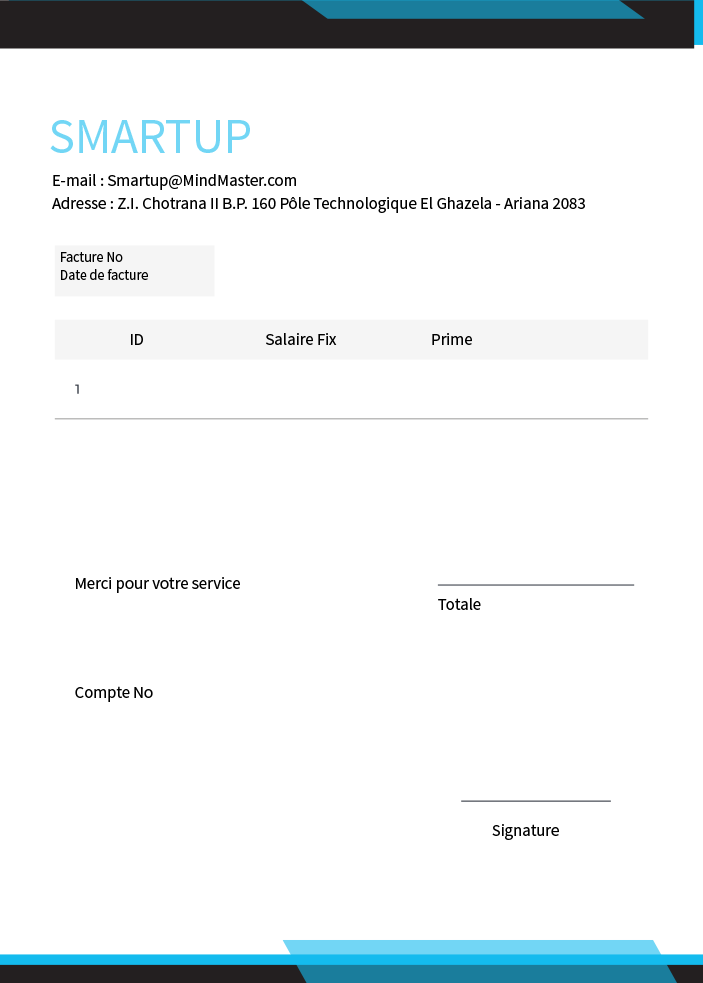 SMARTUP
E-mail : Smartup@MindMaster.com
Adresse : Z.I. Chotrana II B.P. 160 Pôle Technologique El Ghazela - Ariana 2083
Facture No
Date de facture
ID Salaire Fix Prime
1
Merci pour votre service
Totale
Compte No
Signature